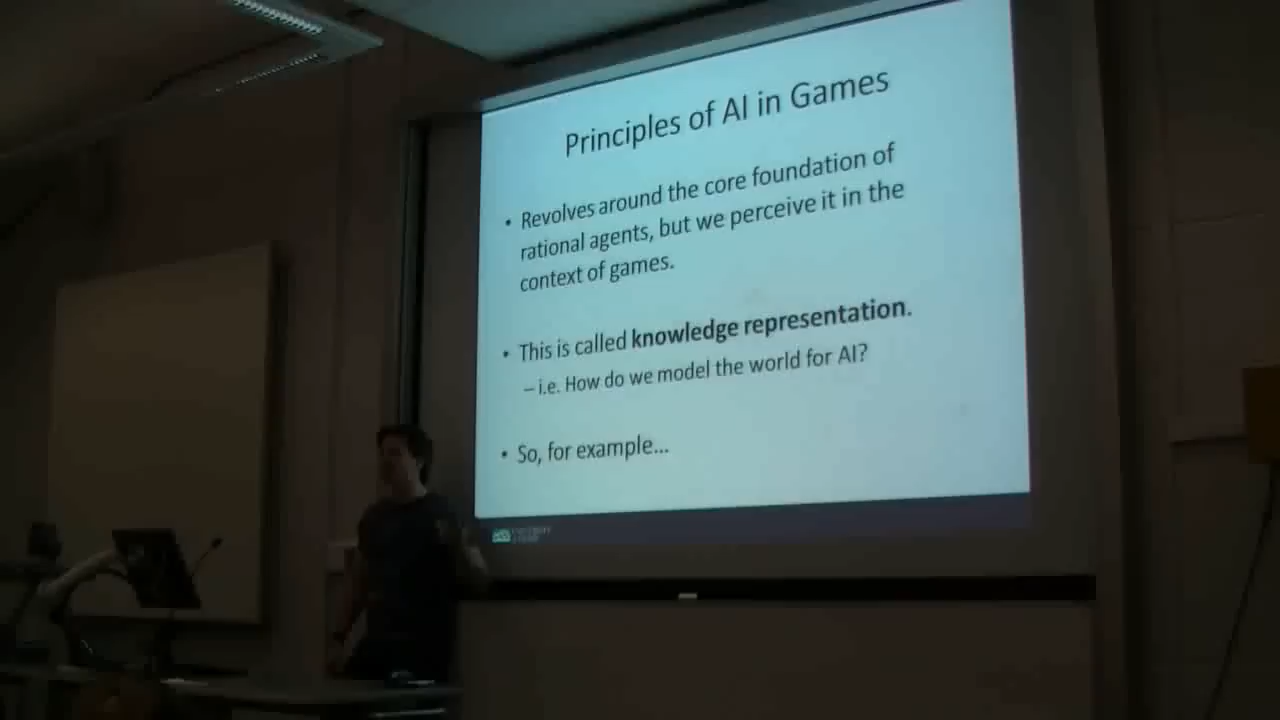 Principles of AI in Games
• Revolves around the core foundation of
rational agents, but we perceive it in the
context of games.
• This is called knowledge representation.
– i.e. How do we model the world for AI?
• So, for example...